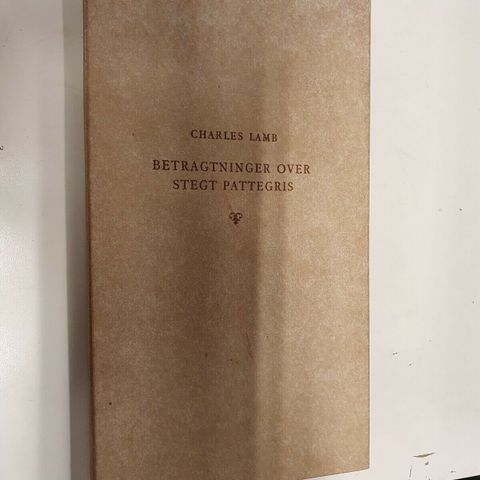 CHARLES LAMB
BETRAGTNINGER OVER
STEGT PATTEGRIS